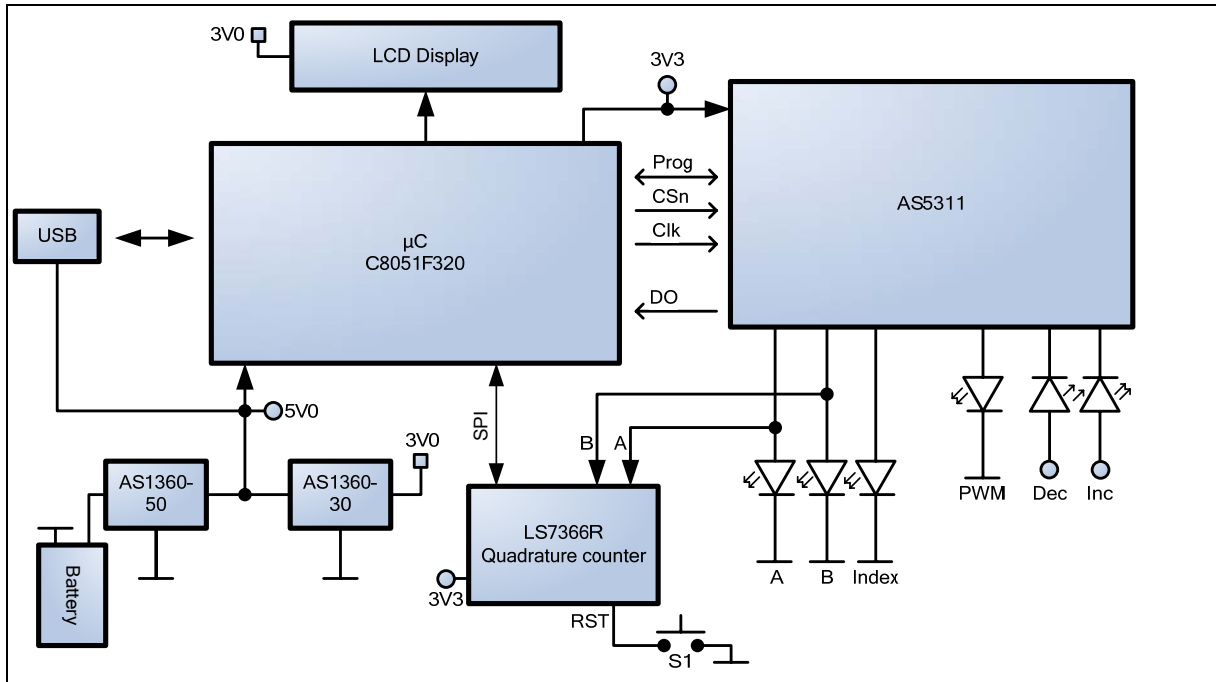 3V0
LCD Display
3V3
Prog
CSn
Clk
DO
AS5311
USB
µC
C8051F320
5V0
SPI
B
A
3V0
AS1360-
50
AS1360-
30
Battery
LS7366R
Quadrature counter
3V3
RST
S1
A
B
Index
PWM
Dec
Inc